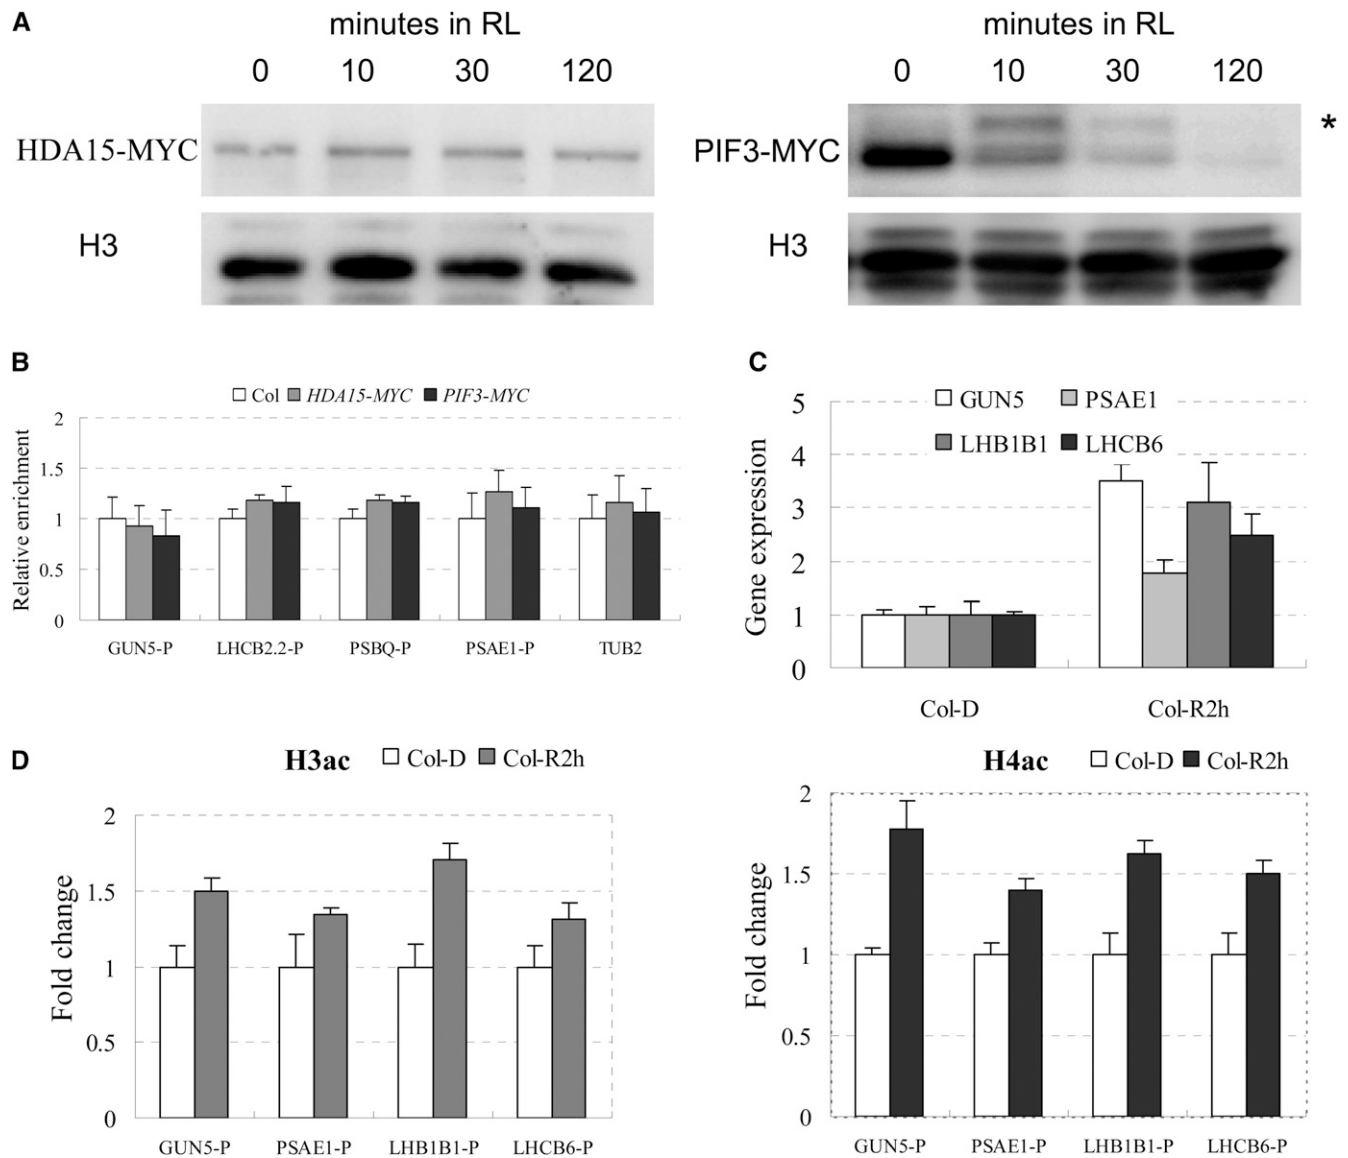 A
minutes in RL
0 10 30 120
HDA15-MYC
H3
minutes in RL
0 10 30 120
PIF3-MYC
*
H3
B
Col HDA15-MYC PIF3-MYC
Relative enrichment
2
1.5
1
0.5
0
GUN5-P LHCB2.2-P PSBQ-P PSAE1-P TUB2
C
GUN5 PSAE1
LHB1B1 LHCB6
Gene expression
5
4
3
2
1
0
Col-D Col-R2h
D
H3ac Col-D Col-R2h
Fold change
2
1.5
1
0.5
0
GUN5-P PSAE1-P LHB1B1-P LHCB6-P
H4ac Col-D Col-R2h
Fold change
2
1.5
1
0.5
0
GUN5-P PSAE1-P LHB1B1-P LHCB6-P